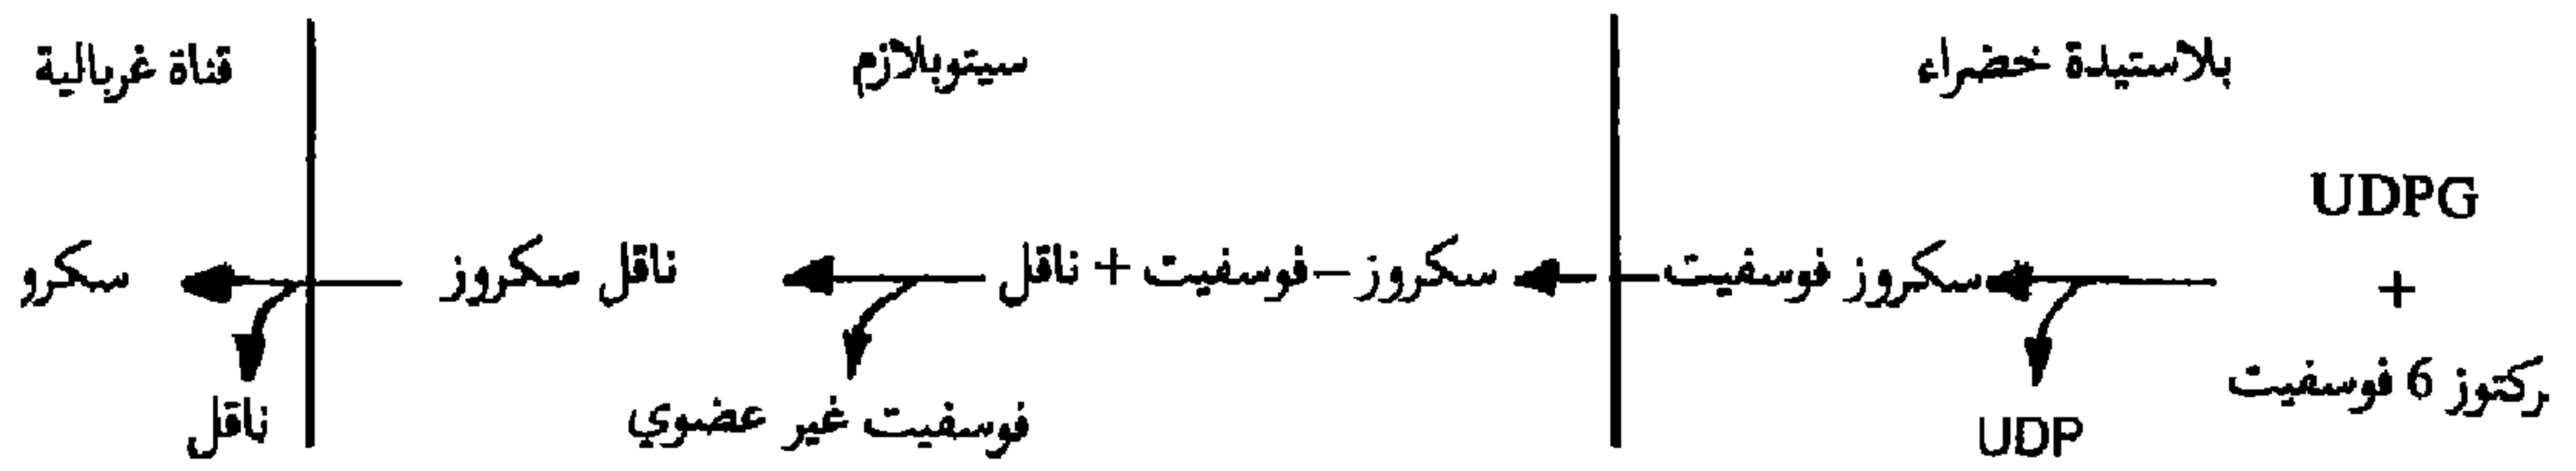 بلاستيدة خضراء
سيتوبلازم
قناة غربالية
UDPG
+
ركتوز 6 فوسفيت
سكروز فوسفيت
UDP
سكروز – فوسفيت + ناقل
فوسفيت غير عضوي
ناقل سكروز
سكرو
ناقل